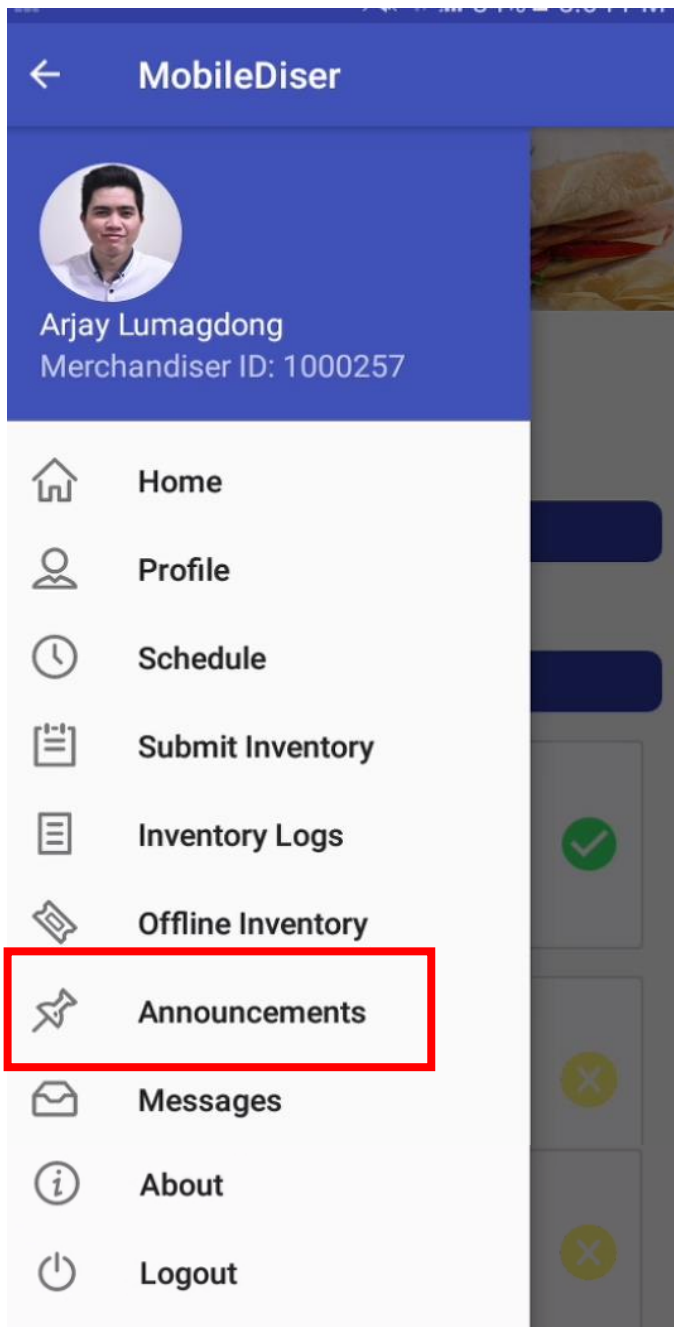 MobileDiser
Arjay Lumagdong
Merchandiser ID: 1000257
Home
Profile
Schedule
Submit Inventory
Inventory Logs
Offline Inventory
Announcements
Messages
About
Logout